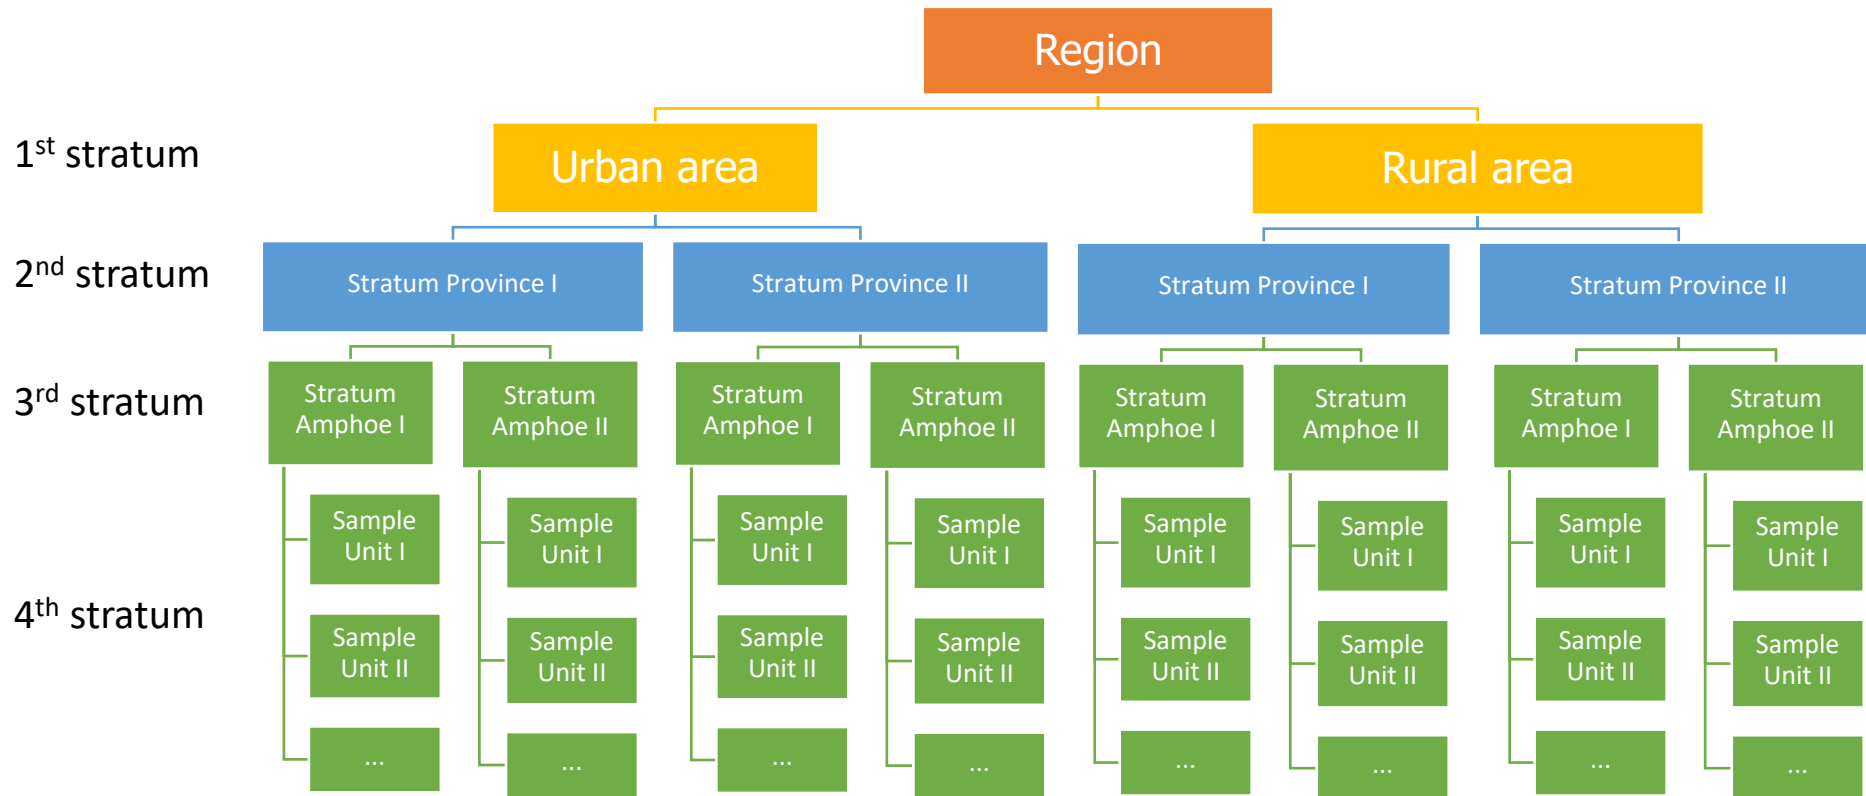 Region
1st stratum
Urban area
Rural area
2nd stratum
Stratum Province I
Stratum Province II
Stratum Province I
Stratum Province II
3rd stratum
Stratum
Amphoe I
Stratum
Amphoe II
Stratum
Amphoe I
Stratum
Amphoe II
Stratum
Amphoe I
Stratum
Amphoe II
Stratum
Amphoe I
Stratum
Amphoe II
4th stratum
Sample
Unit I
Sample
Unit I
Sample
Unit I
Sample
Unit I
Sample
Unit I
Sample
Unit I
Sample
Unit I
Sample
Unit I
Sample
Unit II
Sample
Unit II
Sample
Unit II
Sample
Unit II
Sample
Unit II
Sample
Unit II
Sample
Unit II
Sample
Unit II
...
...
...
...
...
...
...
...